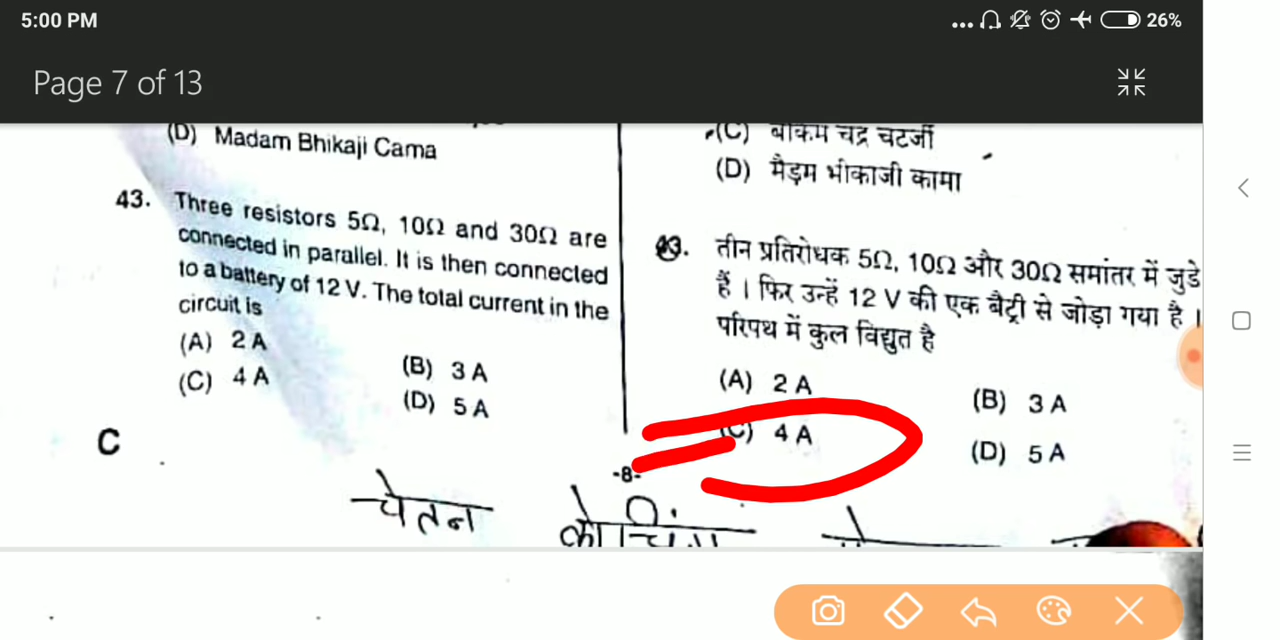 5:00 PM
26%
Page 7 of 13
(D) Madam Bhikaji Cama
43. Three resistors 5Ω, 10Ω and 30Ω are
connected in parallel. It is then connected
to a battery of 12 V. The total current in the
circuit is
(A) 2 A
(B) 3 A
(C) 4 A
(D) 5 A
C
(C) बंकिम चंद्र चटर्जी
(D) मैड़म भीकाजी कामा
43. तीन प्रतिरोधक 5Ω, 10Ω और 30Ω समांतर में जुडे
हैं । फिर उन्हें 12 V की एक बैट्री से जोड़ा गया है ।
परिपथ में कुल विद्युत है
(A) 2 A
(B) 3 A
(C) 4 A
(D) 5 A
-8-
चेतन